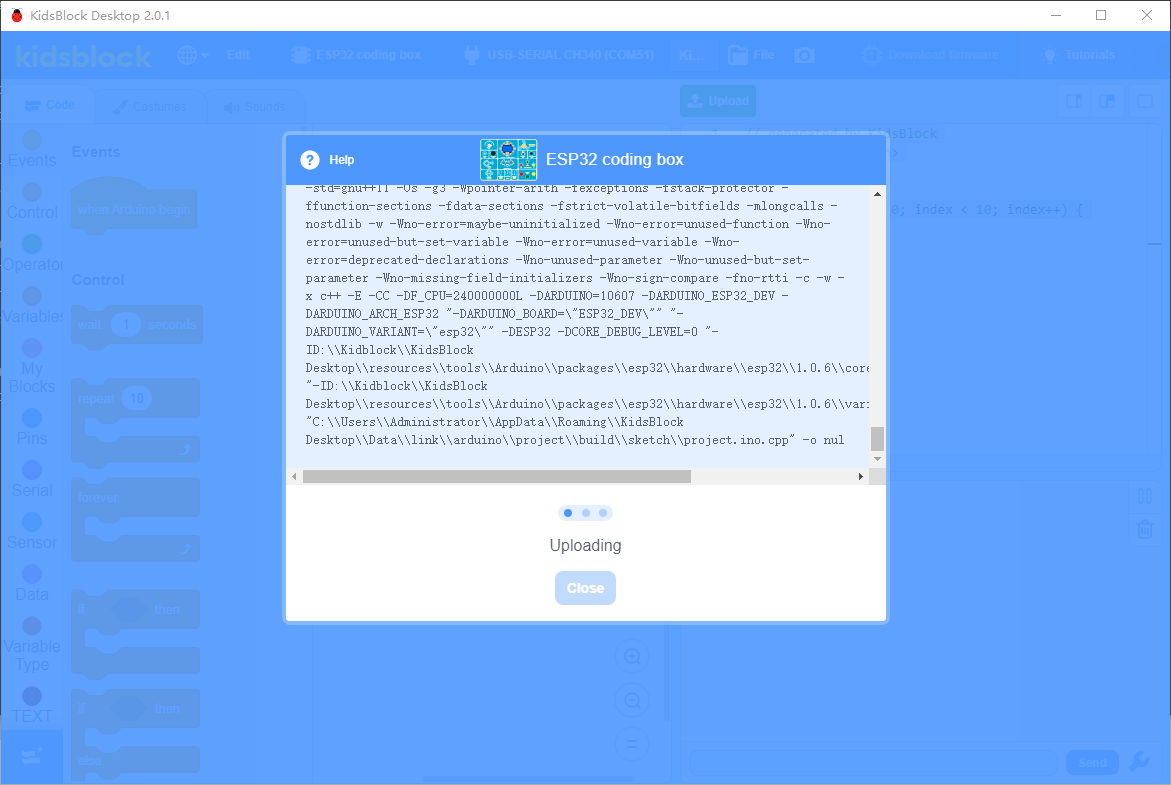 KidsBlock Desktop 2.0.1
kidsblock
Edit
ESP32 coding box
USB-SERIAL CH340 (COM51)
Ki...
File
Tutorials
Code
Costumes
Sounds
Upload
Help
ESP32 coding box
-std=gnu++11 -Os -g3 -Wpointer-arith -fexceptions -fstack-protector -
ffunction-sections -fdata-sections -fstrict-volatile-bitfields -mlongcalls -
nostdlib -w -Wno-error=maybe-uninitialized -Wno-error=unused-function -Wno-
error=unused-but-set-variable -Wno-error=unused-variable -Wno-
error=deprecated-declarations -Wno-unused-parameter -Wno-unused-but-set-
parameter -Wno-missing-field-initializers -Wno-sign-compare -fno-rtti -c -w -
x c++ -E -CC -DF_CPU=240000000L -DARDUINO=10607 -DARDUINO_ESP32_DEV -
DARDUINO_ARCH_ESP32 "-DARDUINO_BOARD=\"ESP32_DEV\"" "-
DARDUINO_VARIANT=\"esp32\"" -DESP32 -DCORE_DEBUG_LEVEL=0 "-
ID:\\Kidblock\\KidsBlock
Desktop\\resources\\tools\\Arduino\\packages\\esp32\\hardware\\esp32\\1.0.6\\core
"-ID:\\Kidblock\\KidsBlock
Desktop\\resources\\tools\\Arduino\\packages\\esp32\\hardware\\esp32\\1.0.6\\vari
"C:\\Users\\Administrator\\AppData\\Roaming\\KidsBlock
Desktop\\Data\\link\\arduino\\project\\build\\sketch\\project.ino.cpp" -o nul
Uploading
Close
Events
Control
Operator
Variables
My
Blocks
Pins
Serial
Sensor
Data
Variable
Type
TEXT
Events
when Arduino begin
Control
wait 1 seconds
repeat 10
forever
if then
if then
else
KidsBlock
0; index < 10; index++) {
Send